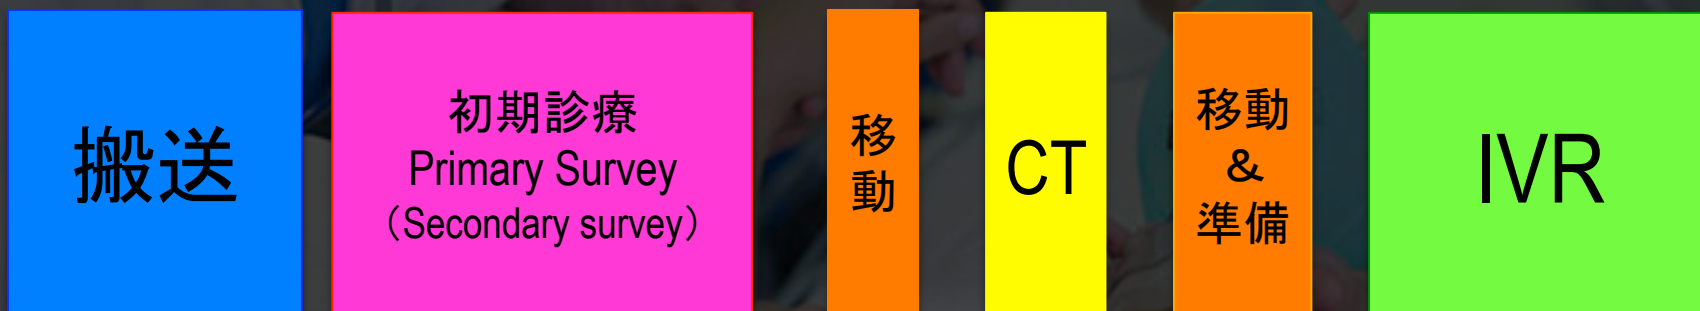 搬送
初期診療
Primary Survey
（Secondary survey）
移
動
CT
移動
&
準備
IVR